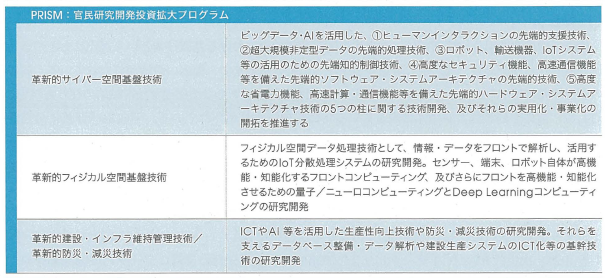 PRISM：官民研究開発投資拡大プログラム
革新的サイバー空間基盤技術
ビッグデータ・AIを活用した、①ヒューマンインタラクションの先端的支援技術、
②超大規模非定型データの先端的処理技術、③ロボット、輸送機器、IoTシステム
等の活用のための先端知的制御技術、④高度なセキュリティ機能、高速通信機能
等を備えた先端的ソフトウェア・システムアーキテクチャの先端的技術、⑤高度
な省電力機能、高速計算・通信機能等を備えた先端的ハードウェア・システムアー
キテクチャ技術の5つの柱に関する技術開発、及びそれらの実用化・事業化の
開拓を推進する
革新的フィジカル空間基盤技術
フィジカル空間データ処理技術として、情報・データをフロントで解析し、活用す
るためのIoT分散処理システムの研究開発。センサー、端末、ロボット自体が高機
能・知能化するフロントコンピューティング、及びさらにフロントを高機能・知能化
させるための量子／ニューロコンピューティングとDeep Learningコンピューティ
ングの研究開発
革新的建設・インフラ維持管理技術／
革新的防災・減災技術
ICTやAI 等を活用した生産性向上技術や防災・減災技術の研究開発。それらを
支えるデータベース整備・データ解析や建設生産システムのICT化等の基幹技
術の研究開発